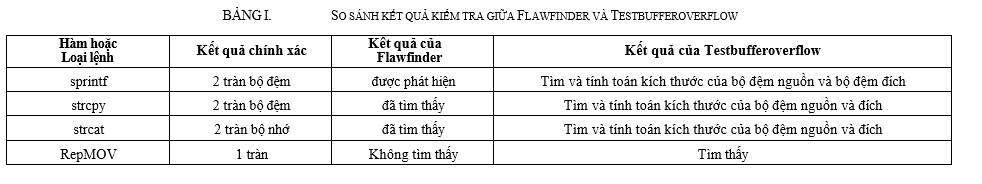 BẢNG I. SO SÁNH KẾT QUẢ KIỂM TRA GIỮA FLAWFINDER VÀ TESTBUFFEROVERFLOW
Hàm hoặc Loại lệnh | Kết quả chính xác | Kêt quả của Flawfinder | Kết quả của Testbufferoverflow
sprintf | 2 tràn bộ đệm | được phát hiện | Tìm và tính toán kích thước của bộ đệm nguồn và bộ đệm đích
strcpy | 2 tràn bộ đệm | đã tìm thấy | Tìm và tính toán kích thước của bộ đệm nguồn và đích
strcat | 2 tràn bộ nhớ | đã tìm thấy | Tìm và tính toán kích thước của bộ đệm nguồn và đích
RepMOV | 1 tràn | Không tìm thấy | Tìm thấy